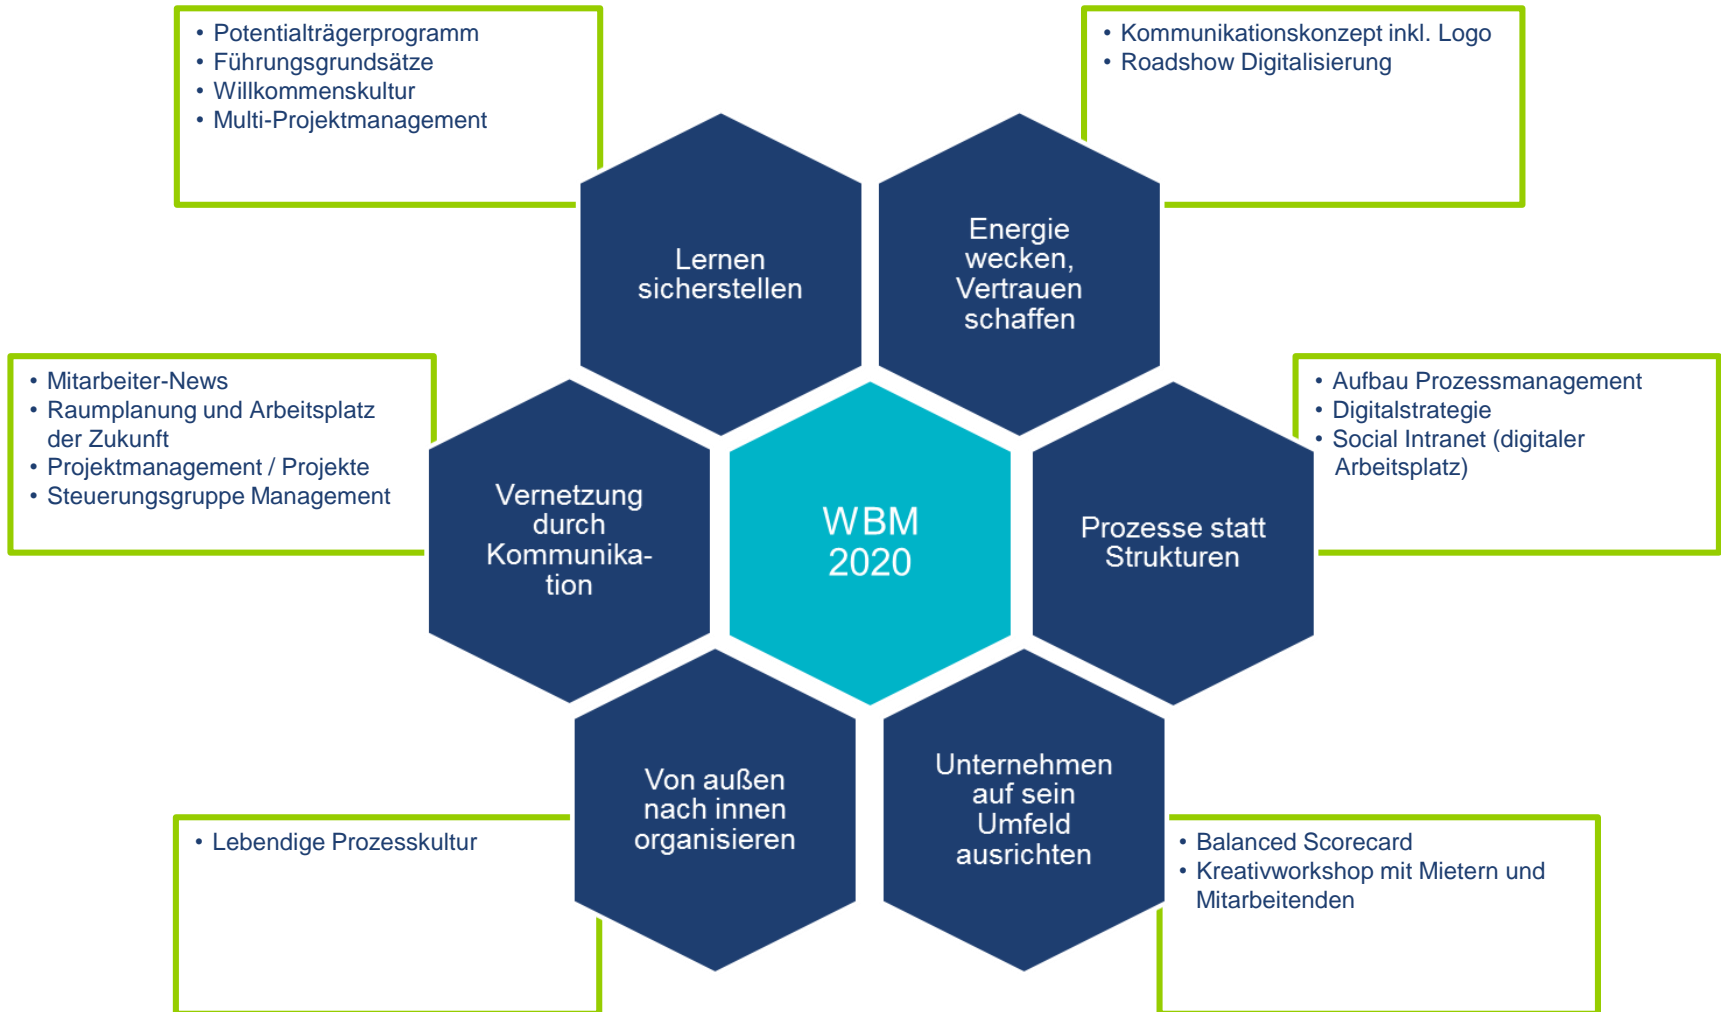 • Potentialträgerprogramm
• Führungsgrundsätze
• Willkommenskultur
• Multi-Projektmanagement
• Kommunikationskonzept inkl. Logo
• Roadshow Digitalisierung
Lernen
sicherstellen
Energie
wecken,
Vertrauen
schaffen
• Mitarbeiter-News
• Raumplanung und Arbeitsplatz
der Zukunft
• Projektmanagement / Projekte
• Steuerungsgruppe Management
Vernetzung
durch
Kommunika-
tion
WBM
2020
Prozesse statt
Strukturen
• Aufbau Prozessmanagement
• Digitalstrategie
• Social Intranet (digitaler
Arbeitsplatz)
• Lebendige Prozesskultur
Von außen
nach innen
organisieren
Unternehmen
auf sein
Umfeld
ausrichten
• Balanced Scorecard
• Kreativworkshop mit Mietern und
Mitarbeitenden